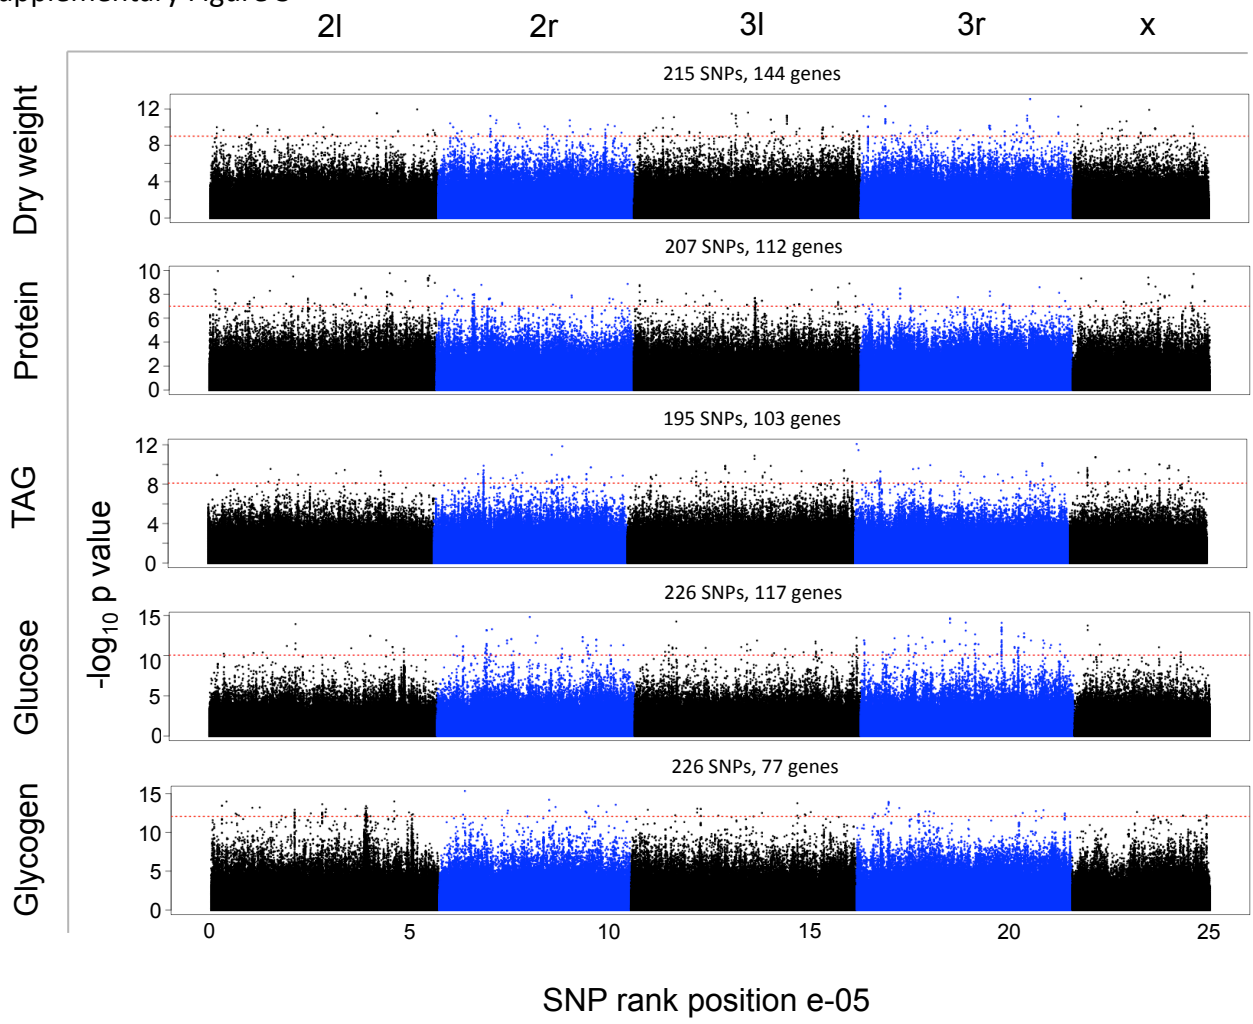 2l 2r 3l 3r x
215 SNPs, 144 genes
Dry weight
12
8
4
0
207 SNPs, 112 genes
Protein
10
8
6
4
2
0
195 SNPs, 103 genes
TAG
12
8
4
0
-log10 p value
226 SNPs, 117 genes
Glucose
15
10
5
0
226 SNPs, 77 genes
Glycogen
15
10
5
0
0 5 10 15 20 25
SNP rank position e-05